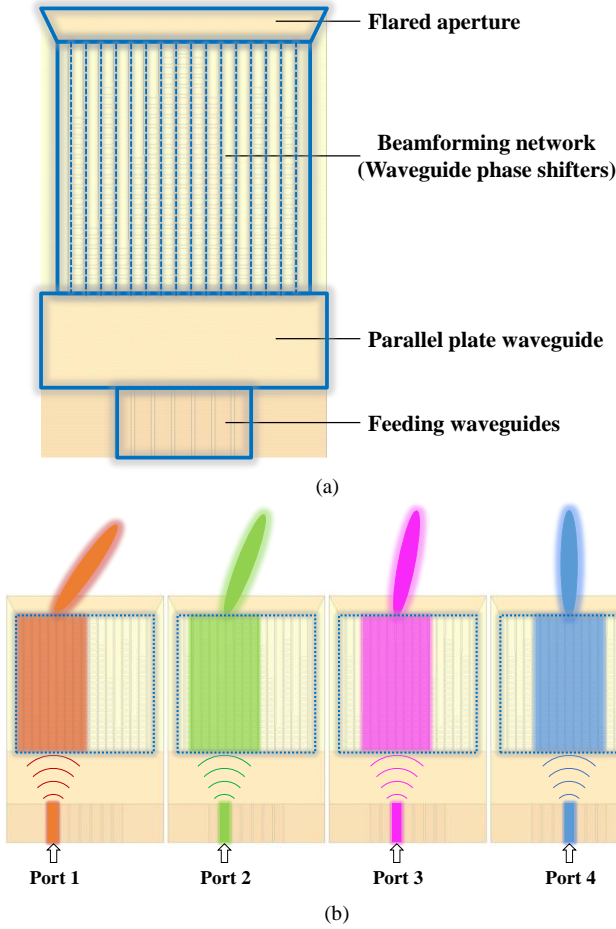 Flared aperture
Beamforming network
(Waveguide phase shifters)
Parallel plate waveguide
Feeding waveguides
(a)
Port 1
Port 2
Port 3
Port 4
(b)